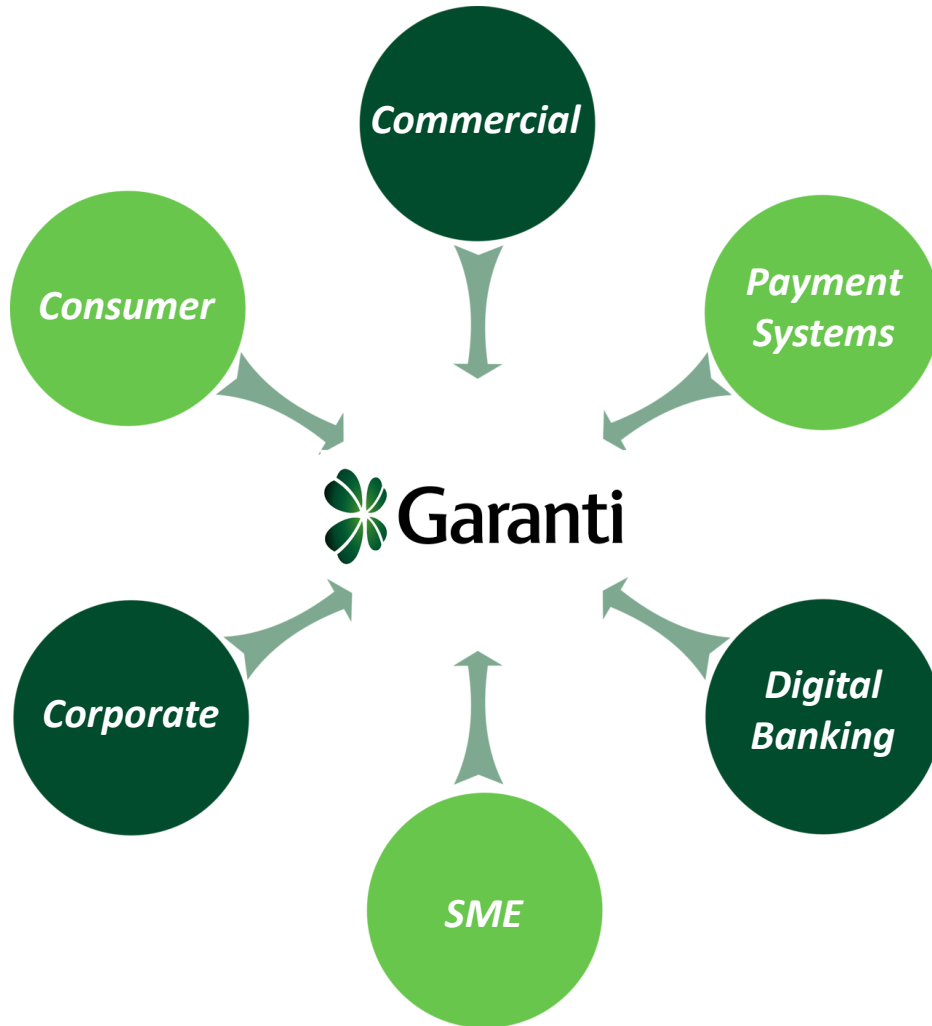 Commercial
Consumer
Payment
Systems
Garanti
Corporate
Digital
Banking
SME